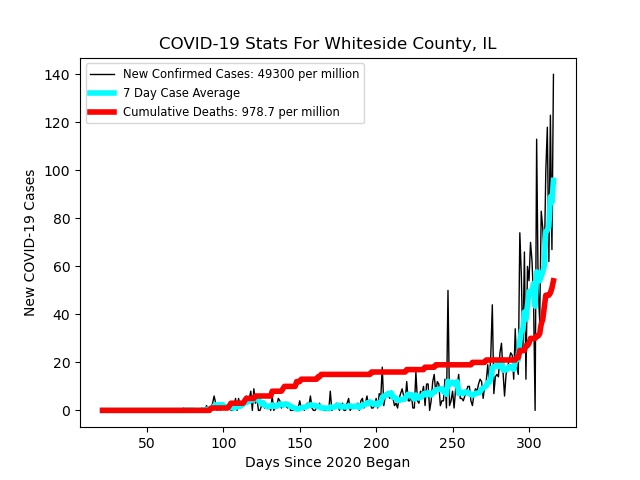 COVID-19 Stats For Whiteside County, IL
New Confirmed Cases: 49300 per million
7 Day Case Average
Cumulative Deaths: 978.7 per million
New COVID-19 Cases
140
120
100
80
60
40
20
0
50 100 150 200 250 300
Days Since 2020 Began